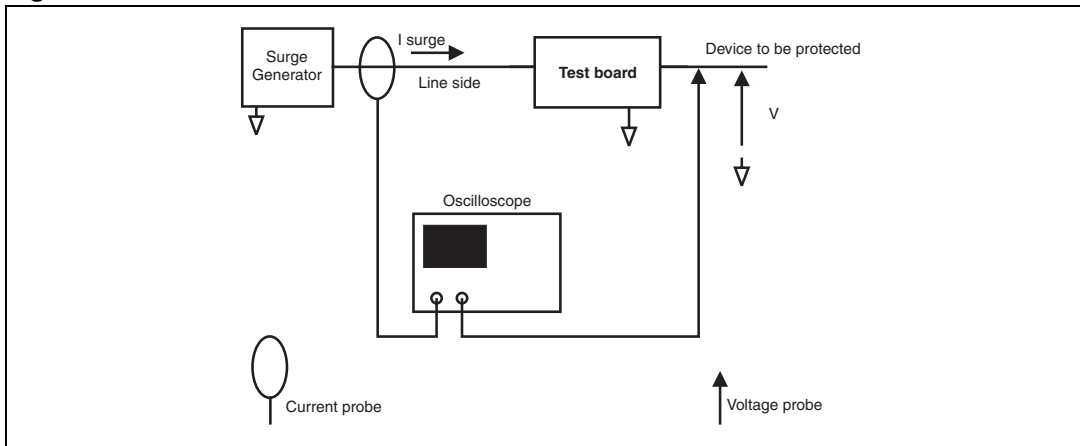 I surge
Surge
Generator
Line side
Test board
Device to be protected
V
Oscilloscope
Current probe
Voltage probe